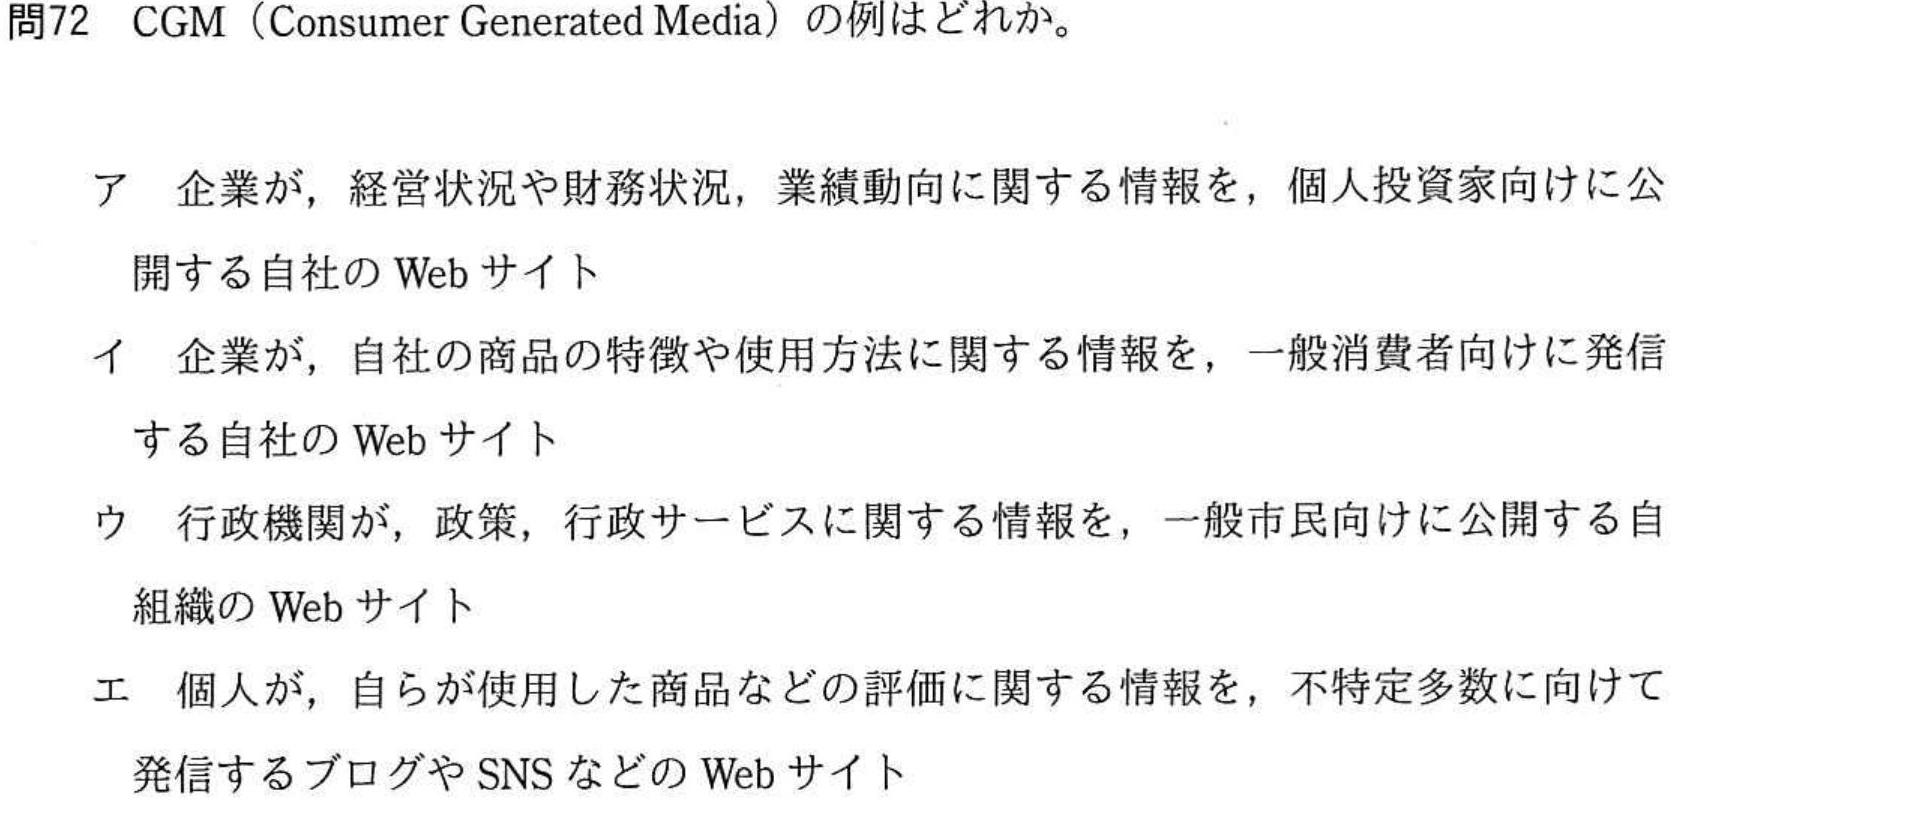 問72 CGM（Consumer Generated Media）の例はどれか。
ア 企業が，経営状況や財務状況，業績動向に関する情報を，個人投資家向けに公
開する自社の Web サイト
イ 企業が，自社の商品の特徴や使用方法に関する情報を，一般消費者向けに発信
する自社の Web サイト
ウ 行政機関が，政策，行政サービスに関する情報を，一般市民向けに公開する自
組織の Web サイト
エ 個人が，自らが使用した商品などの評価に関する情報を，不特定多数に向けて
発信するブログや SNS などの Web サイト